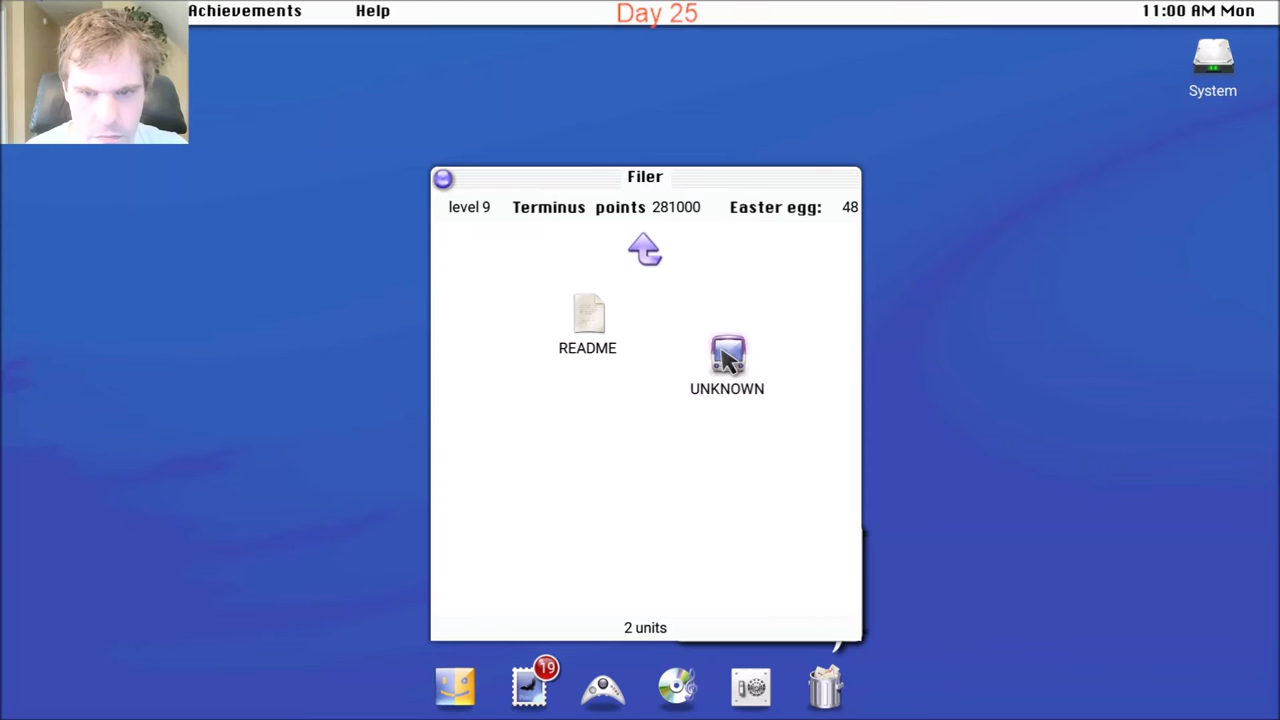 Achievements Help Day 25 11:00 AM Mon
System
Filer
level 9 Terminus points 281000 Easter egg: 48
README
UNKNOWN
2 units
19